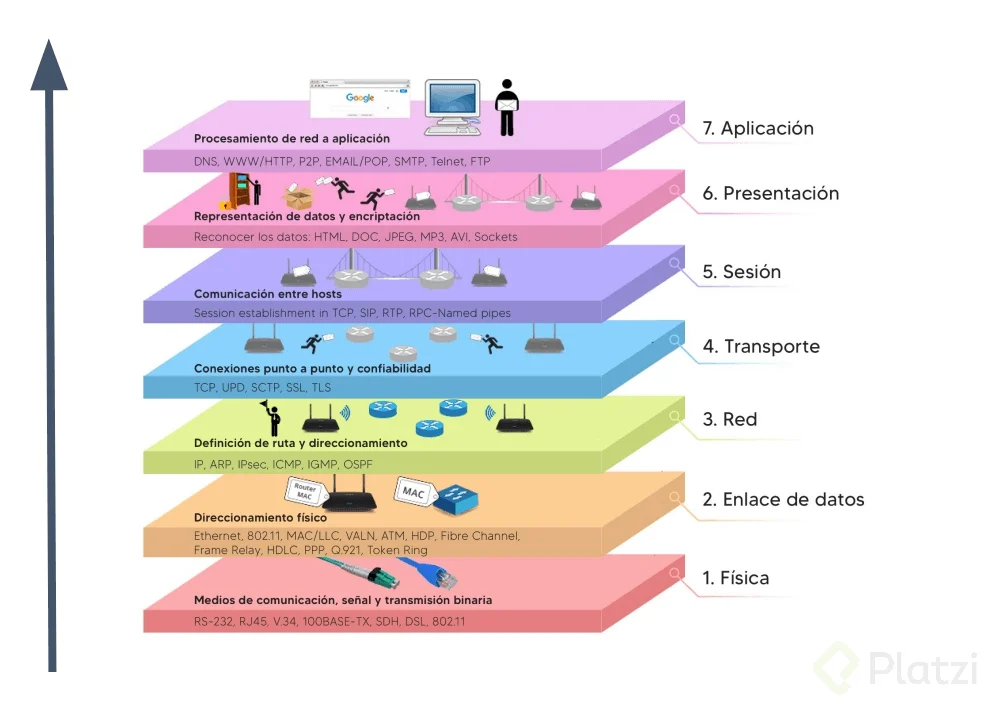 Google
Procesamiento de red a aplicación
DNS, WWW/HTTP, P2P, EMAIL/POP, SMTP, Telnet, FTP
7. Aplicación
Representación de datos y encriptación
Reconocer los datos: HTML, DOC, JPEG, MP3, AVI, Sockets
6. Presentación
Comunicación entre hosts
Session establishment in TCP, SIP, RTP, RPC-Named pipes
5. Sesión
Conexiones punto a punto y confiabilidad
TCP, UPD, SCTP, SSL, TLS
4. Transporte
Definición de ruta y direccionamiento
IP, ARP, IPsec, ICMP, IGMP, OSPF
3. Red
Router
MAC
MAC
Direccionamiento físico
Ethernet, 802.11, MAC/LLC, VALN, ATM, HDP, Fibre Channel,
Frame Relay, HDLC, PPP, Q.921, Token Ring
2. Enlace de datos
Medios de comunicación, señal y transmisión binaria
RS-232, RJ45, V.34, 100BASE-TX, SDH, DSL, 802.11
1. Física
Platzi